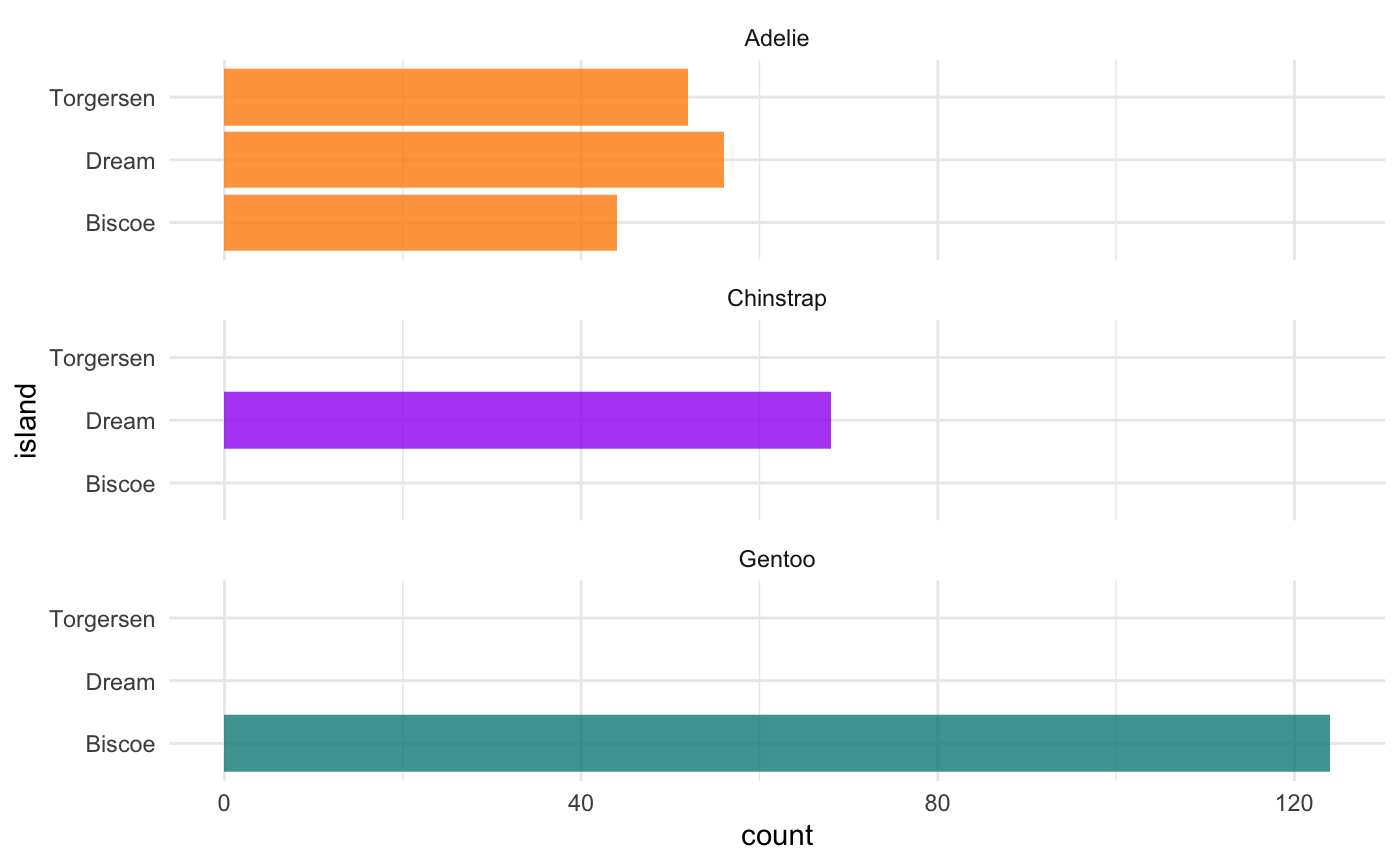 Adelie
Torgersen
Dream
Biscoe
Chinstrap
Torgersen
Dream
Biscoe
island
Gentoo
Torgersen
Dream
Biscoe
0 40 80 120
count